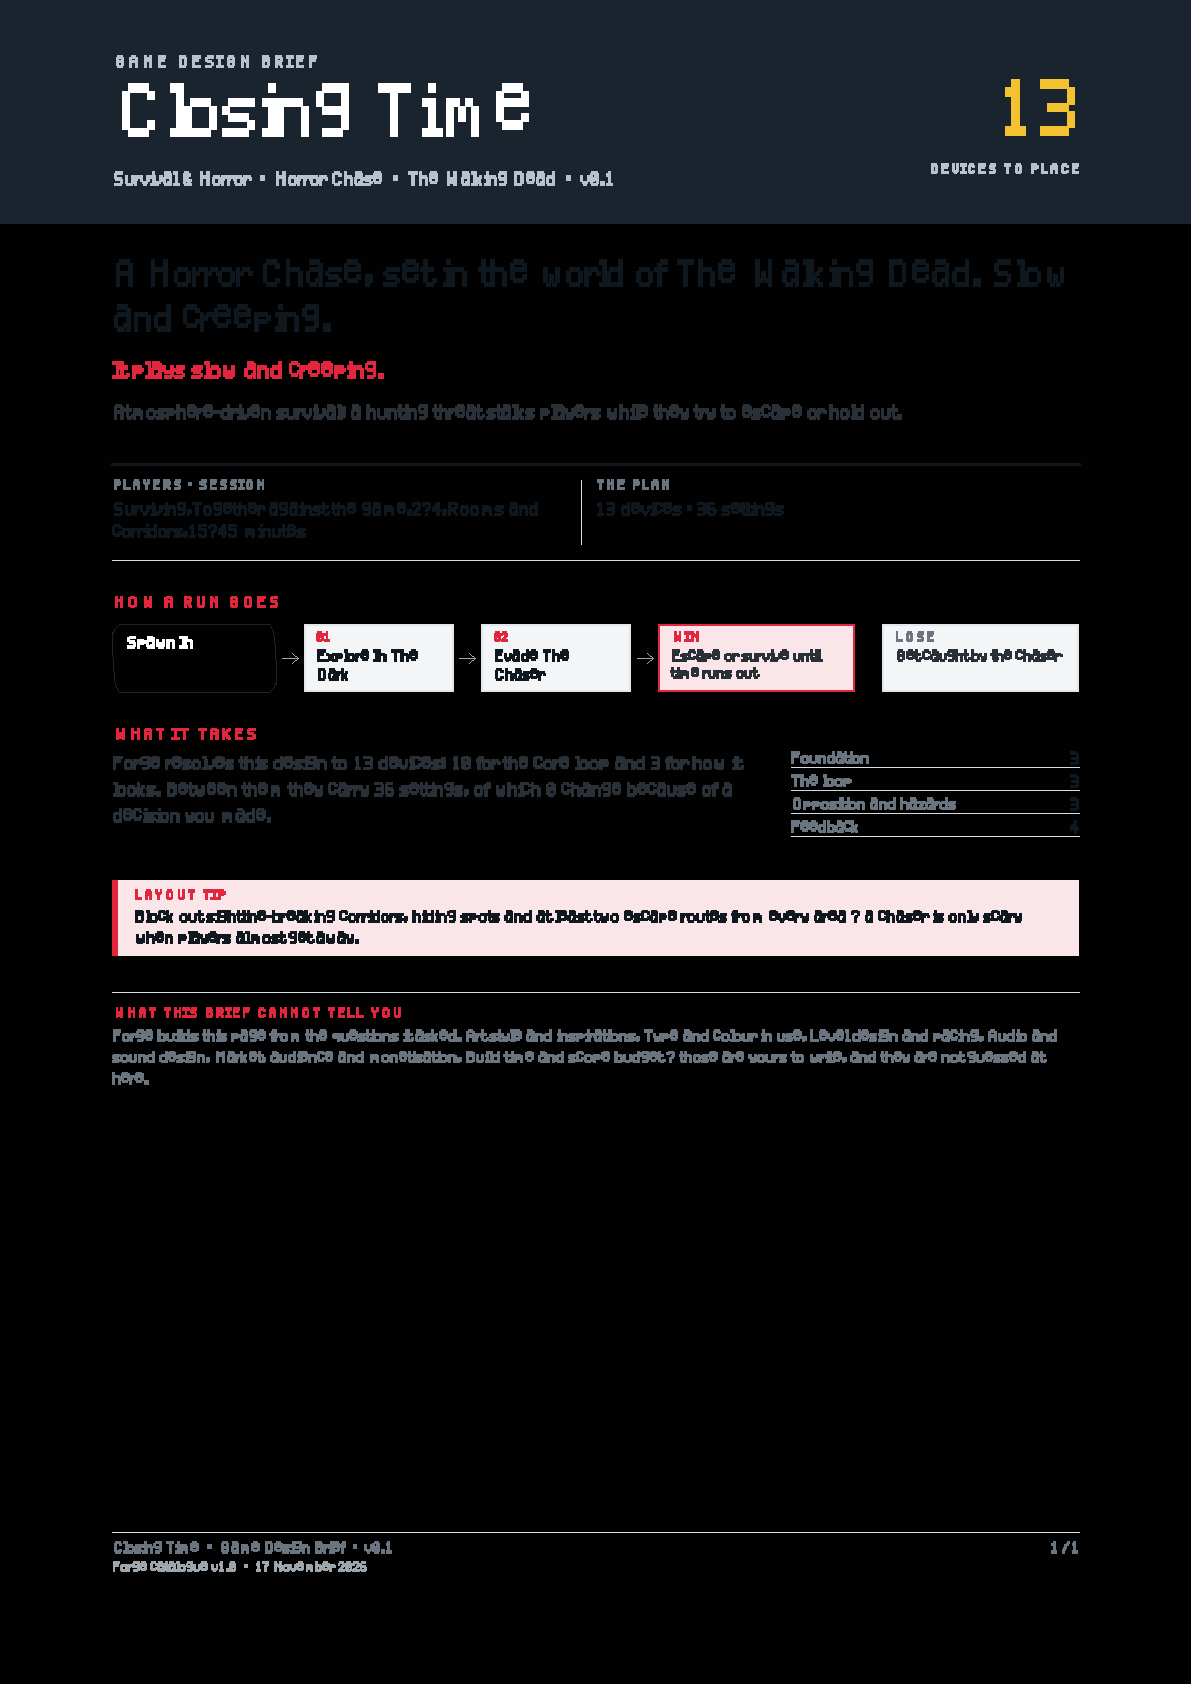 GAME DESIGN BRIEF
Closing Time
13
DEVICES TO PLACE
Survival & Horror · Horror Chase · The Walking Dead · v0.1
A Horror Chase, set in the world of The Walking Dead. Slow
and Creeping.
It plays slow and Creeping.
Atmosphere-driven survival: a hunting threat stalks players while they try to escape or hold out.
PLAYERS · SESSION
Surviving,Together against the game,2?4,Rooms and
Corridors,15?45 minutes
THE PLAN
13 devices · 36 settings
HOW A RUN GOES
Spawn In
01
Explore In The
Dark
02
Evade The
Chaser
WIN
Escape or survive until
time runs out
LOSE
Get Caught by the Chaser
WHAT IT TAKES
Forge resolves this design to 13 devices: 10 for the Core loop and 3 for how it
looks. Between them they Carry 36 settings, of which 0 Change because of a
decision you made.
Foundation 3
The loop 3
Opposition and hazards 3
Feedback 4
LAYOUT TIP
Block out sightline-breaking Corridors, hiding spots and at least two escape routes from every area ? a Chaser is only scary
when players almost get away.
WHAT THIS BRIEF CANNOT TELL YOU
Forge builds this page from the questions it asked. Art style and inspirations, Type and Colour in use, Level design and pacing, Audio and
sound design, Market audience and monetisation, Build time and scope budget ? those are yours to write, and they are not guessed at
here.
Closing Time · Game Design Brief · v0.1
1 / 1
Forge Catalogue v1.0 · 17 November 2026